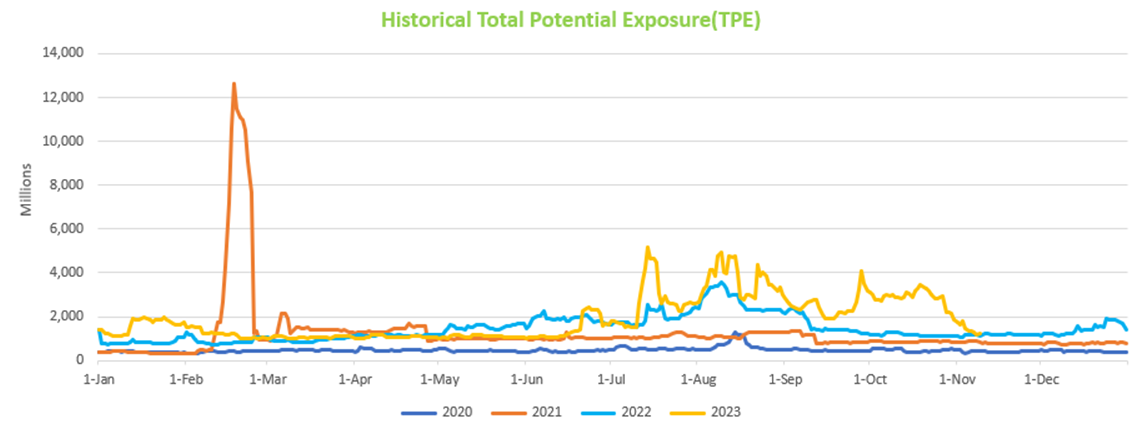 Historical Total Potential Exposure(TPE)
14,000
12,000
10,000
8,000
6,000
4,000
2,000
0
Millions
1-Jan 1-Feb 1-Mar 1-Apr 1-May 1-Jun 1-Jul 1-Aug 1-Sep 1-Oct 1-Nov 1-Dec
2020 2021 2022 2023